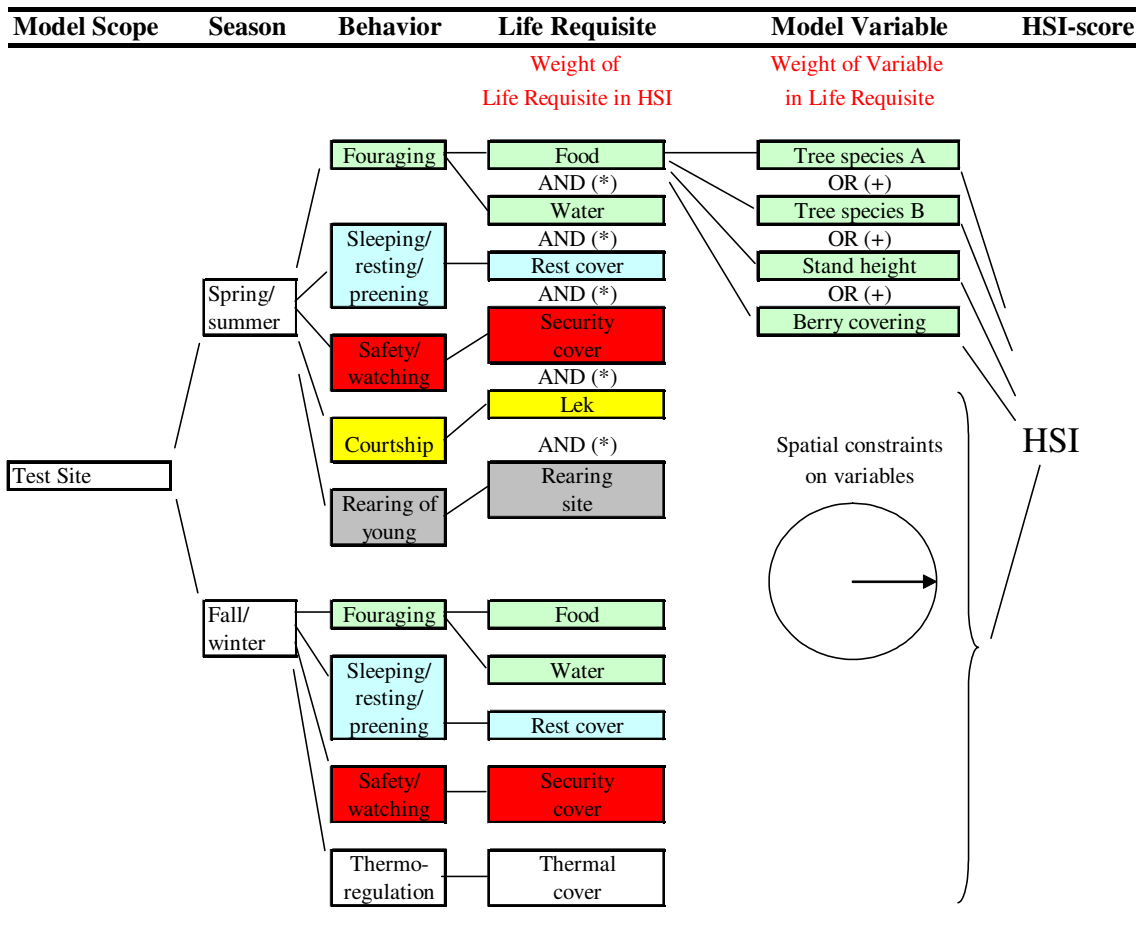 Model Scope Season Behavior Life Requisite Model Variable HSI-score
Weight of Life Requisite in HSI
Weight of Variable in Life Requisite
Test Site
Spring/
summer
Fouraging
Sleeping/
resting/
preening
Safety/
watching
Courtship
Rearing of
young
Food
AND (*)
Water
AND (*)
Rest cover
AND (*)
Security
cover
AND (*)
Lek
AND (*)
Rearing
site
Tree species A
OR (+)
Tree species B
OR (+)
Stand height
OR (+)
Berry covering
Spatial constraints
on variables
HSI
Fall/
winter
Fouraging
Sleeping/
resting/
preening
Safety/
watching
Thermo-
regulation
Food
Water
Rest cover
Security
cover
Thermal
cover